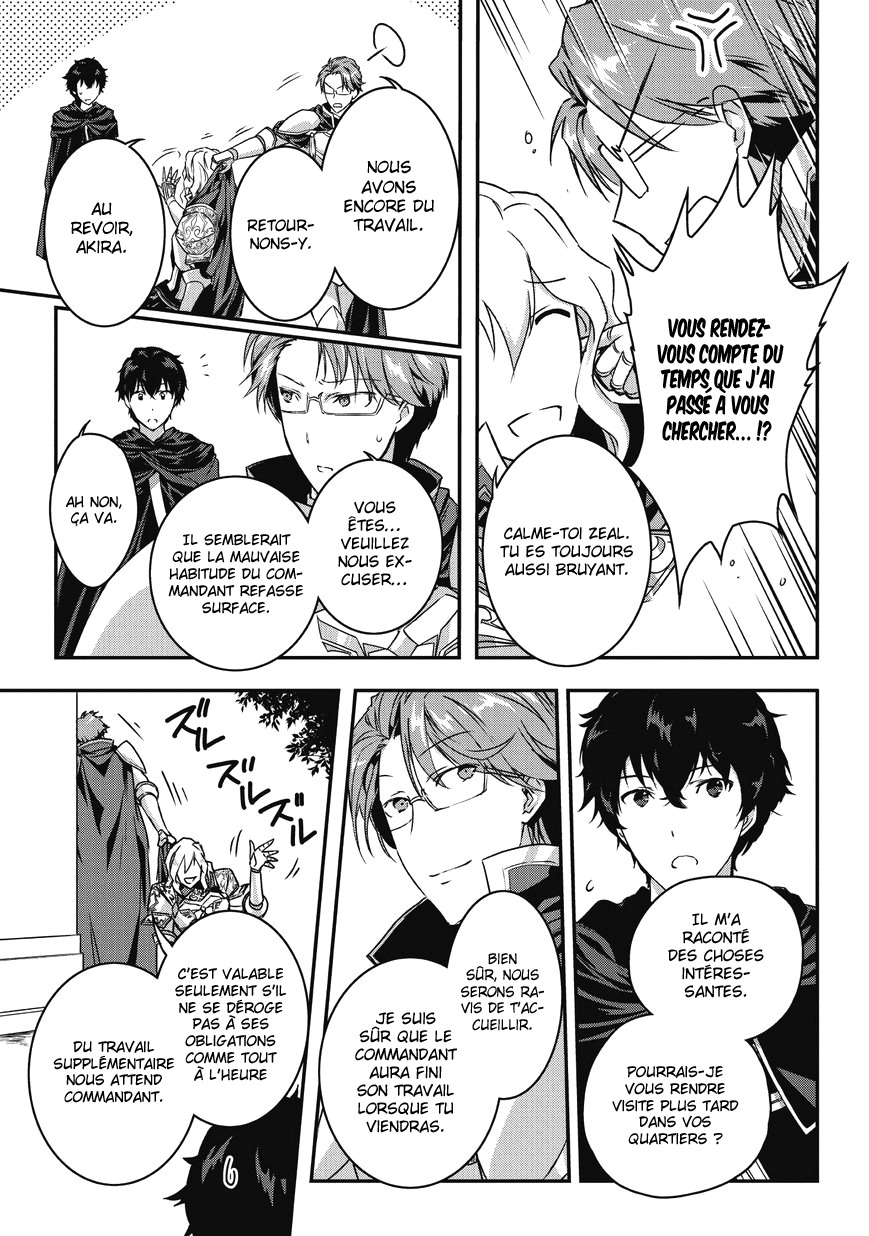 VOUS RENDEZ-
VOUS COMPTE DU
TEMPS QUE J'AI
PASSÉ À VOUS
CHERCHER... !?
CALME-TOI ZEAL.
TU ES TOUJOURS
AUSSI BRUYANT.
NOUS
AVONS
ENCORE DU
TRAVAIL.
RETOUR-
NONS-Y.
AU
REVOIR,
AKIRA.
VOUS
ÊTES...
VEUILLEZ
NOUS EX-
CUSER...
IL SEMBLERAIT
QUE LA MAUVAISE
HABITUDE DU COM-
MANDANT REFASSE
SURFACE.
AH NON,
ÇA VA.
IL M'A
RACONTÉ
DES CHOSES
INTÉRES-
SANTES.
POURRAIS-JE
VOUS RENDRE
VISITE PLUS TARD
DANS VOS
QUARTIERS ?
BIEN
SÛR, NOUS
SERONS RA-
VIS DE T'AC-
CUEILLIR.
JE SUIS
SÛR QUE LE
COMMANDANT
AURA FINI
SON TRAVAIL
LORSQUE TU
VIENDRAS.
ズルズル
ズルズル
C'EST VALABLE
SEULEMENT S'IL
NE SE DÉROGE
PAS À SES
OBLIGATIONS
COMME TOUT
À L'HEURE
DU TRAVAIL
SUPPLÉMENTAIRE
NOUS ATTEND
COMMANDANT.